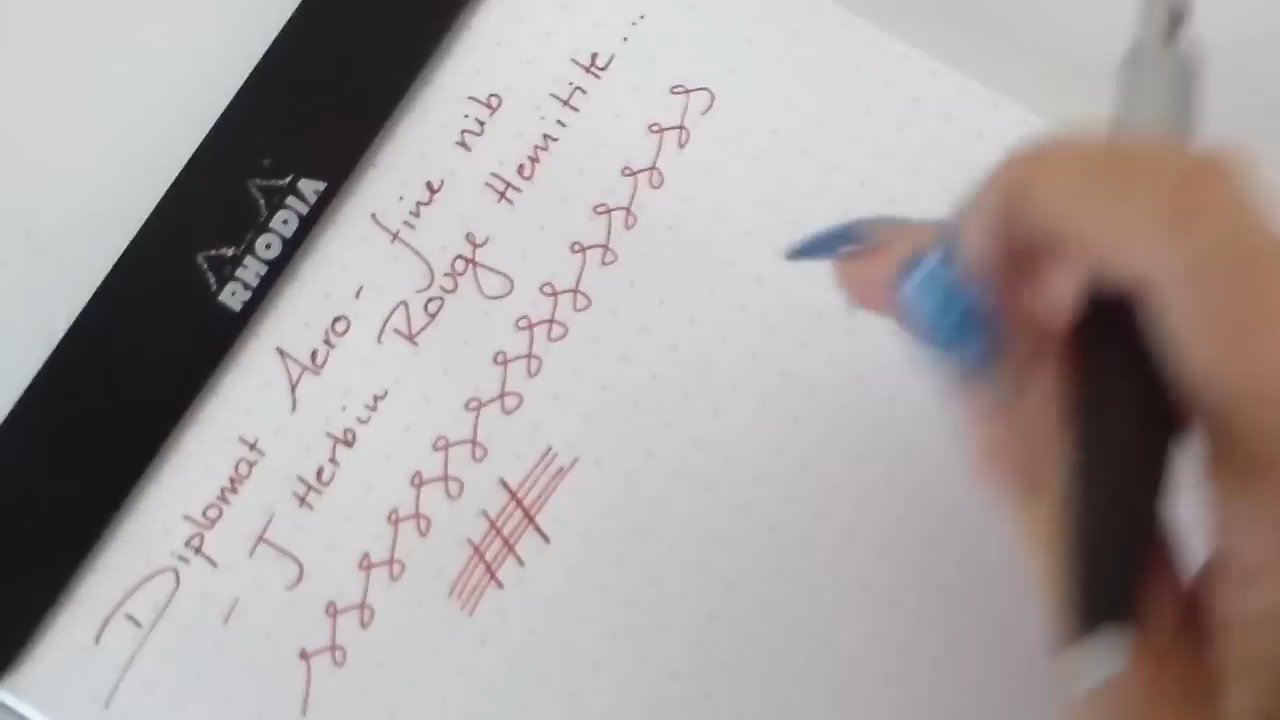 RHODIA
Diplomat Aero - fine nib
- J Herbin Rouge Hemitite...